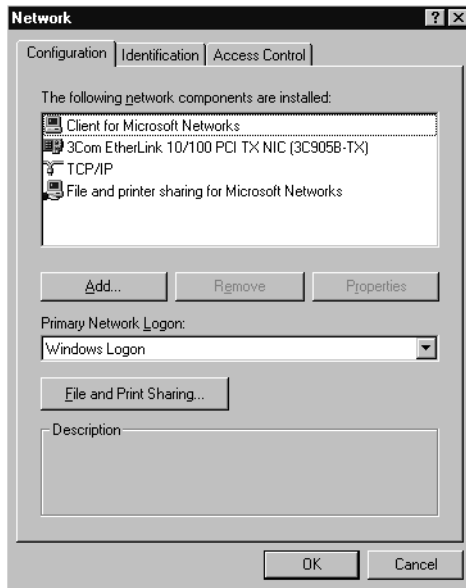 Network
Configuration Identification Access Control
The following network components are installed:
Client for Microsoft Networks
3Com EtherLink 10/100 PCI TX NIC (3C905B-TX)
TCP/IP
File and printer sharing for Microsoft Networks
Add... Remove Properties
Primary Network Logon:
Windows Logon
File and Print Sharing...
Description
OK Cancel